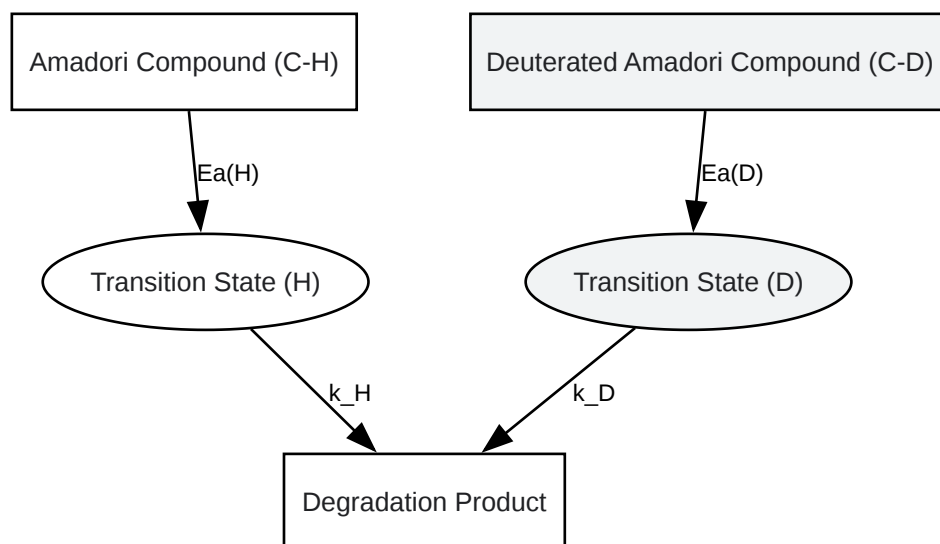 Amadori Compound (C-H)
Deuterated Amadori Compound (C-D)
Ea(H)
Ea(D)
Transition State (H)
Transition State (D)
k_H
k_D
Degradation Product